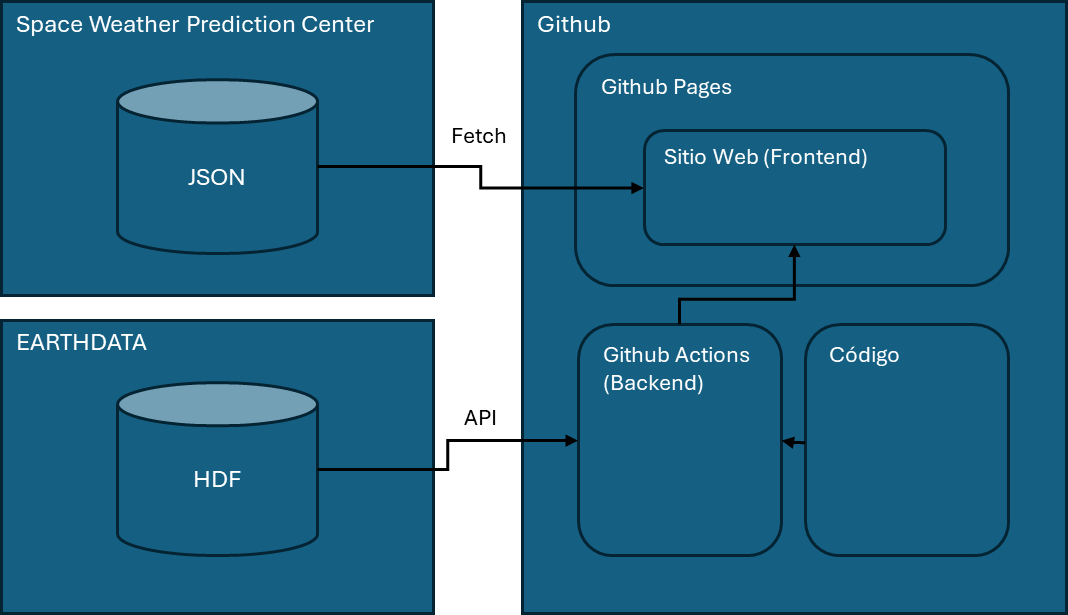 Space Weather Prediction Center
JSON
Fetch
EARTHDATA
HDF
API
Github
Github Pages
Sitio Web (Frontend)
Github Actions
(Backend)
Código